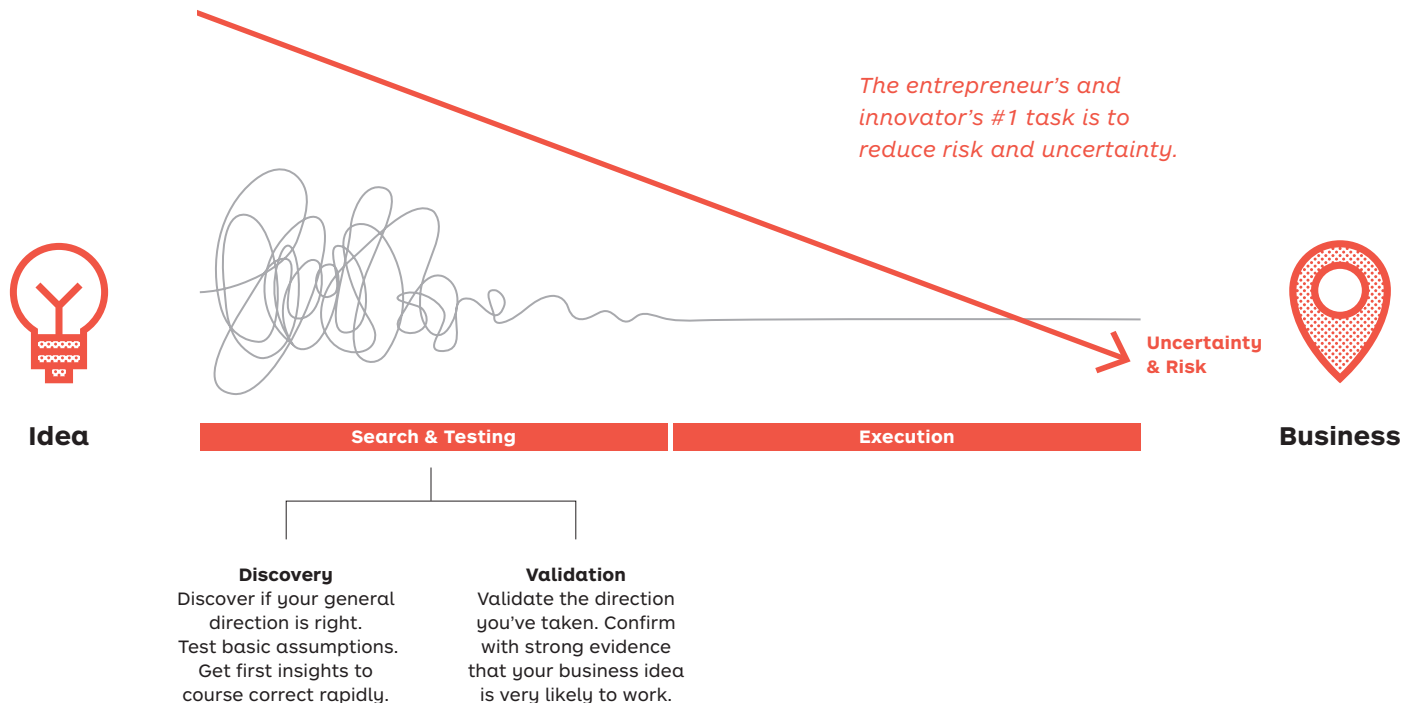 The entrepreneur’s and
innovator’s #1 task is to
reduce risk and uncertainty.
Uncertainty
& Risk
Idea
Search & Testing
Execution
Business
Discovery
Discover if your general
direction is right.
Test basic assumptions.
Get first insights to
course correct rapidly.
Validation
Validate the direction
you’ve taken. Confirm
with strong evidence
that your business idea
is very likely to work.